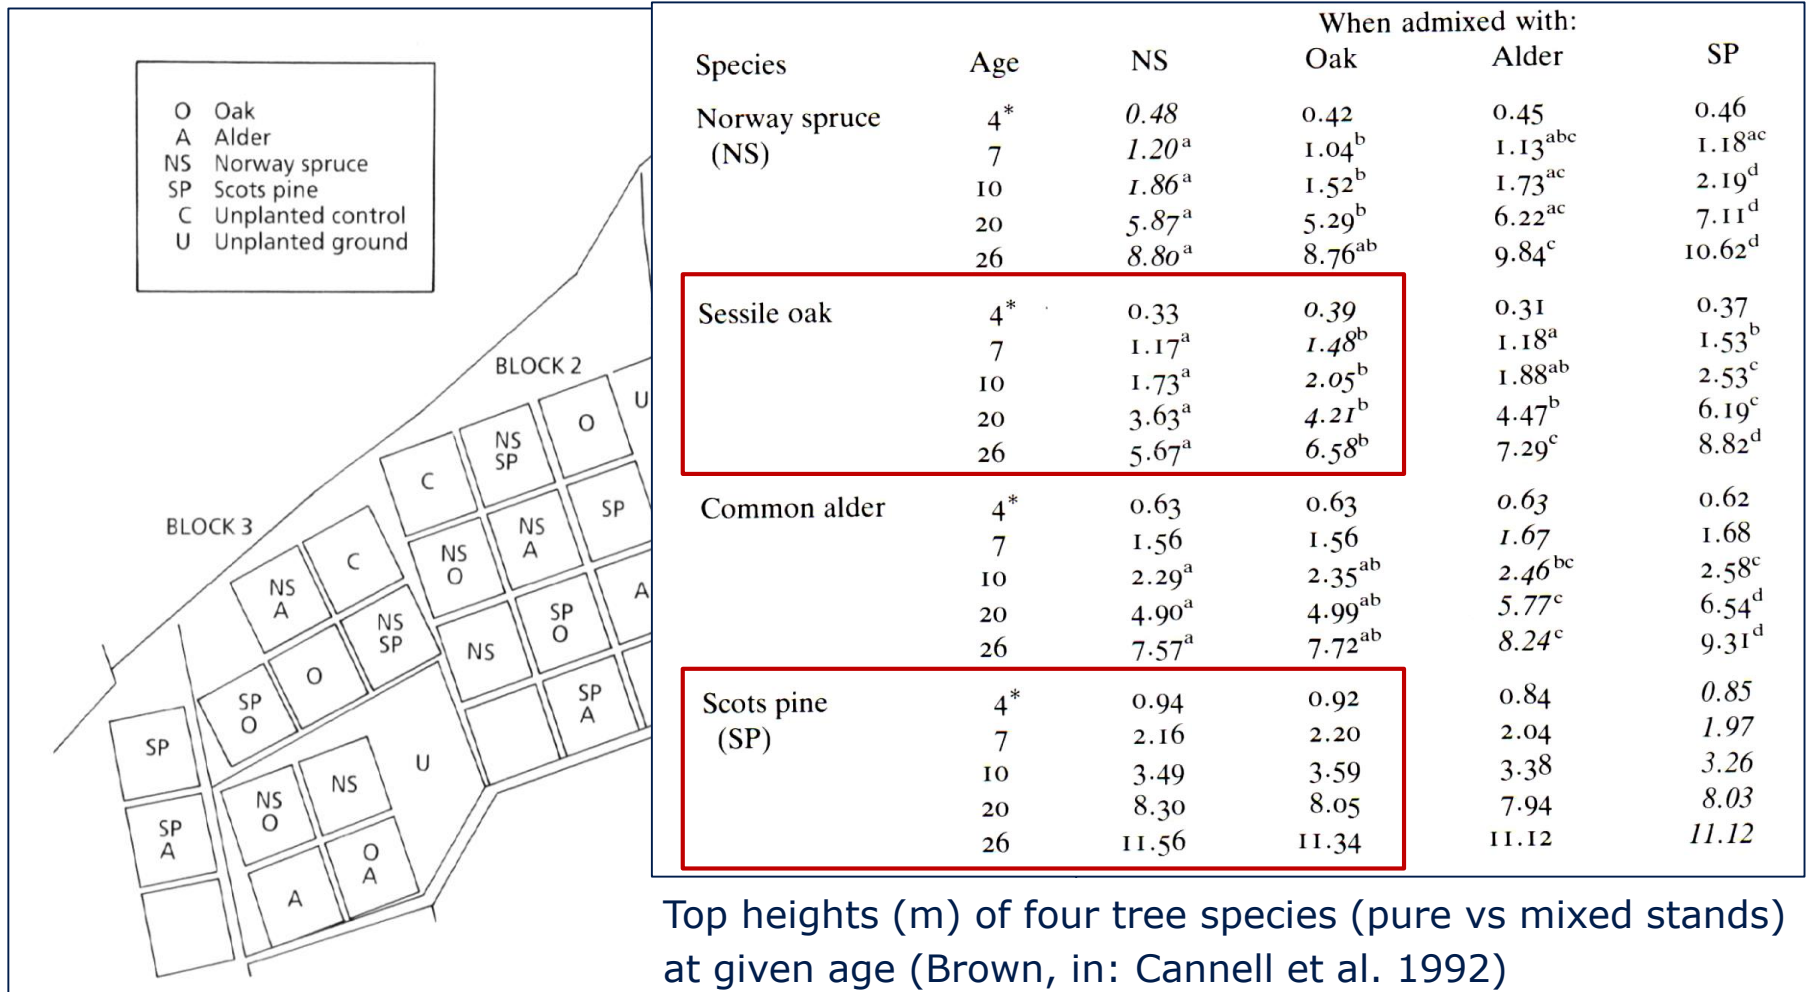 O Oak
A Alder
NS Norway spruce
SP Scots pine
C Unplanted control
U Unplanted ground
BLOCK 2
O
U
NS
SP
C
SP
NS
A
BLOCK 3
NS
O
C
NS
A
A
SP
O
NS
SP
NS
O
SP
O
SP
A
SP
U
NS
NS
O
SP
A
O
A
A
When admixed with:
Species Age NS Oak Alder SP
Norway spruce 4* 0.48 0.42 0.45 0.46
(NS) 7 1.20a 1.04b 1.13abc 1.18ac
10 1.86a 1.52b 1.73ac 2.19d
20 5.87a 5.29b 6.22ac 7.11d
26 8.80a 8.76ab 9.84c 10.62d
Sessile oak 4* 0.33 0.39 0.31 0.37
7 1.17a 1.48b 1.18a 1.53b
10 1.73a 2.05b 1.88ab 2.53c
20 3.63a 4.21b 4.47b 6.19c
26 5.67a 6.58b 7.29c 8.82d
Common alder 4* 0.63 0.63 0.63 0.62
7 1.56 1.56 1.67 1.68
10 2.29a 2.35ab 2.46bc 2.58c
20 4.90a 4.99ab 5.77c 6.54d
26 7.57a 7.72ab 8.24c 9.31d
Scots pine 4* 0.94 0.92 0.84 0.85
(SP) 7 2.16 2.20 2.04 1.97
10 3.49 3.59 3.38 3.26
20 8.30 8.05 7.94 8.03
26 11.56 11.34 11.12 11.12
Top heights (m) of four tree species (pure vs mixed stands)
at given age (Brown, in: Cannell et al. 1992)